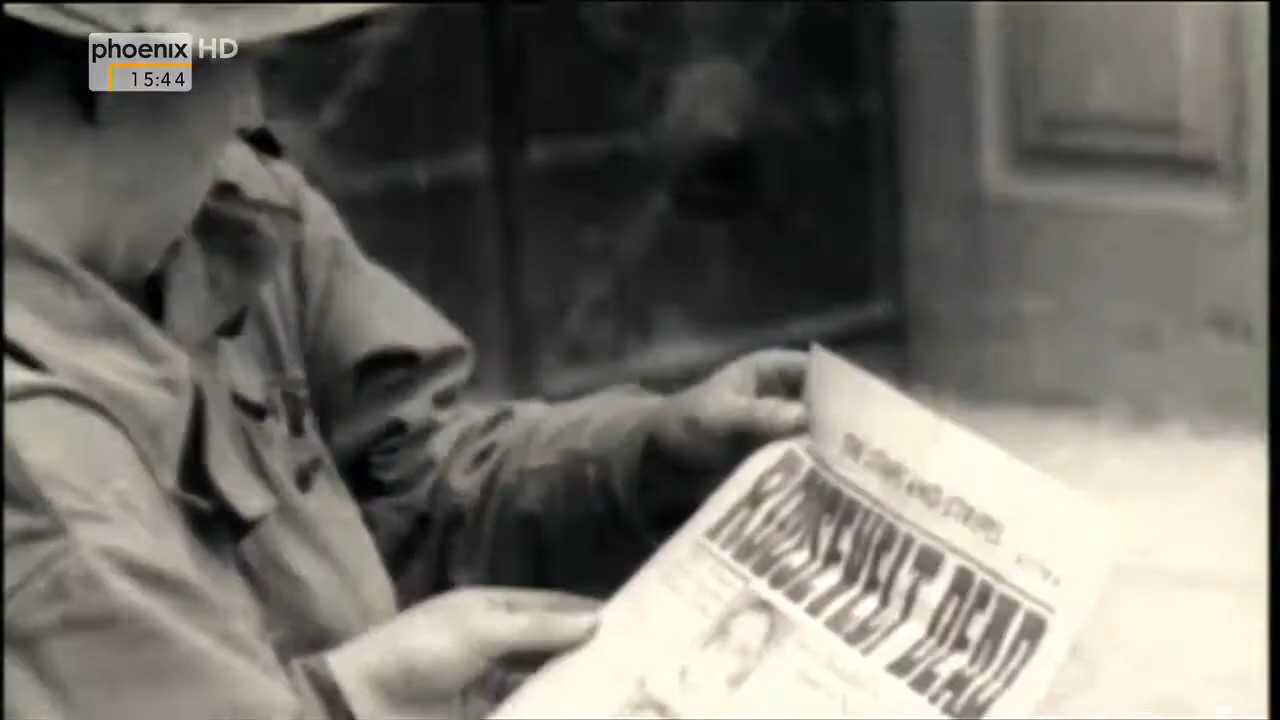 phoenix HD
15:44
THE STARS AND STRIPES
ROOSEVELT DEAD